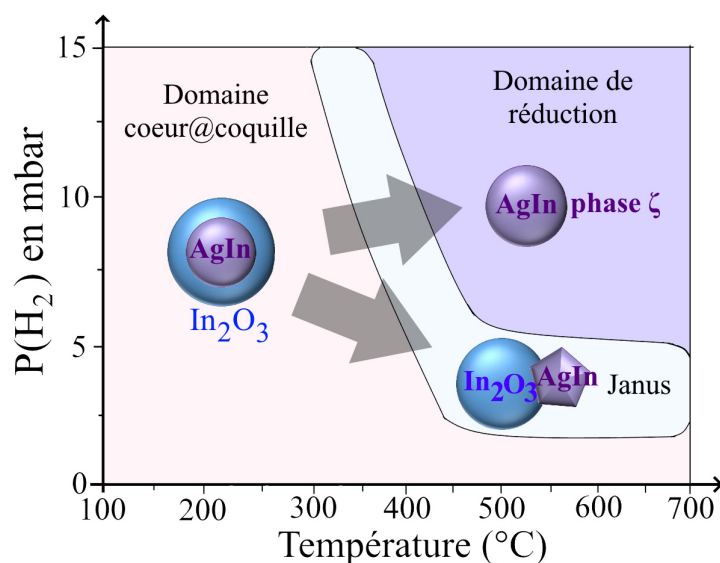 15
10
5
0
P(H₂) en mbar
Domaine
coeur@coquille
Domaine de
réduction
AgIn
In₂O₃
AgIn phase ζ
In₂O₃
AgIn
Janus
100 200 300 400 500 600 700
Température (°C)